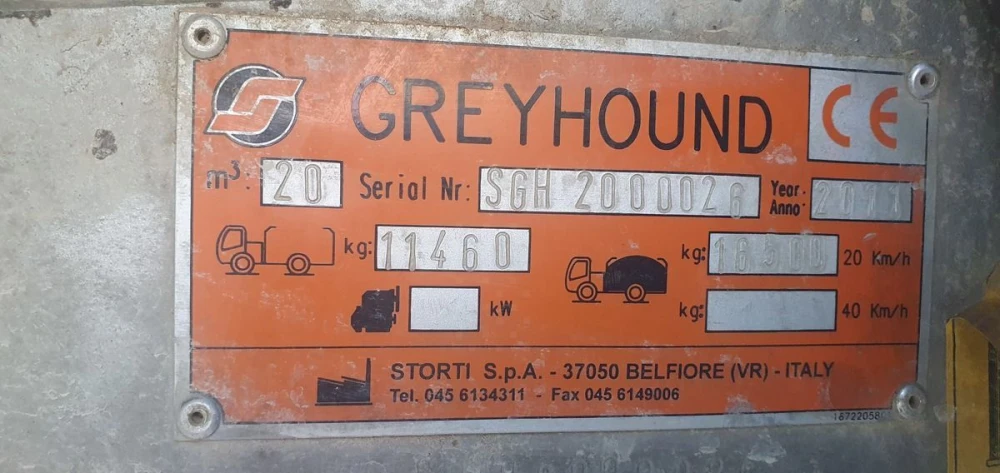 GREYHOUND CE
m³. 20 Serial Nr: SGH 200002 Year Anno:
kg: 11460 kg: 16500 20 Km/h
kW kg: 40 Km/h
STORTI S.p.A. - 37050 BELFIORE (VR) - ITALY
Tel. 045 6134311 - Fax 045 6149006